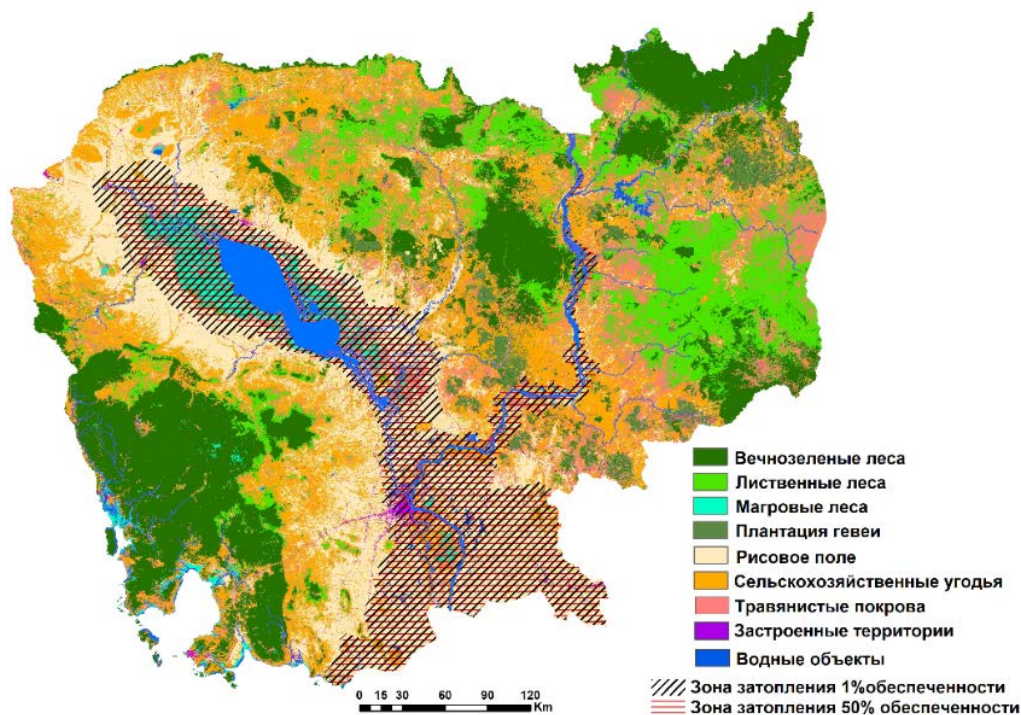 Вечнозеленые леса
Лиственные леса
Магровые леса
Плантация гевеи
Рисовое поле
Сельскохозяйственные угодья
Травянистые покрова
Застроенные территории
Водные объекты
Зона затопления 1%обеспеченности
Зона затопления 50% обеспеченности
0 15 30 60 90 120
Km